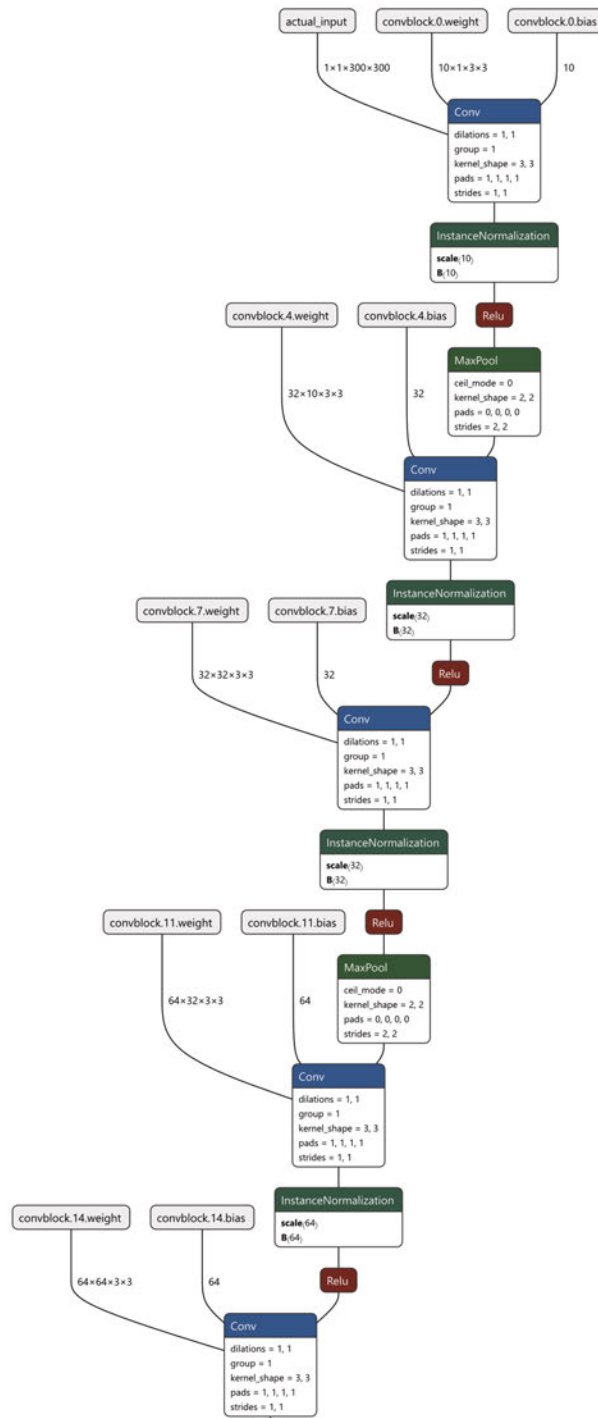 actual_input
convblock.0.weight
convblock.0.bias
1×1×300×300
10×1×3×3
10
Conv
dilations = 1, 1
group = 1
kernel_shape = 3, 3
pads = 1, 1, 1, 1
strides = 1, 1
InstanceNormalization
scale⟨10⟩
B⟨10⟩
convblock.4.weight
convblock.4.bias
Relu
MaxPool
ceil_mode = 0
kernel_shape = 2, 2
pads = 0, 0, 0, 0
strides = 2, 2
32×10×3×3
32
Conv
dilations = 1, 1
group = 1
kernel_shape = 3, 3
pads = 1, 1, 1, 1
strides = 1, 1
InstanceNormalization
scale⟨32⟩
B⟨32⟩
convblock.7.weight
convblock.7.bias
Relu
32×32×3×3
32
Conv
dilations = 1, 1
group = 1
kernel_shape = 3, 3
pads = 1, 1, 1, 1
strides = 1, 1
InstanceNormalization
scale⟨32⟩
B⟨32⟩
convblock.11.weight
convblock.11.bias
Relu
MaxPool
ceil_mode = 0
kernel_shape = 2, 2
pads = 0, 0, 0, 0
strides = 2, 2
64×32×3×3
64
Conv
dilations = 1, 1
group = 1
kernel_shape = 3, 3
pads = 1, 1, 1, 1
strides = 1, 1
InstanceNormalization
scale⟨64⟩
B⟨64⟩
convblock.14.weight
convblock.14.bias
Relu
64×64×3×3
64
Conv
dilations = 1, 1
group = 1
kernel_shape = 3, 3
pads = 1, 1, 1, 1
strides = 1, 1